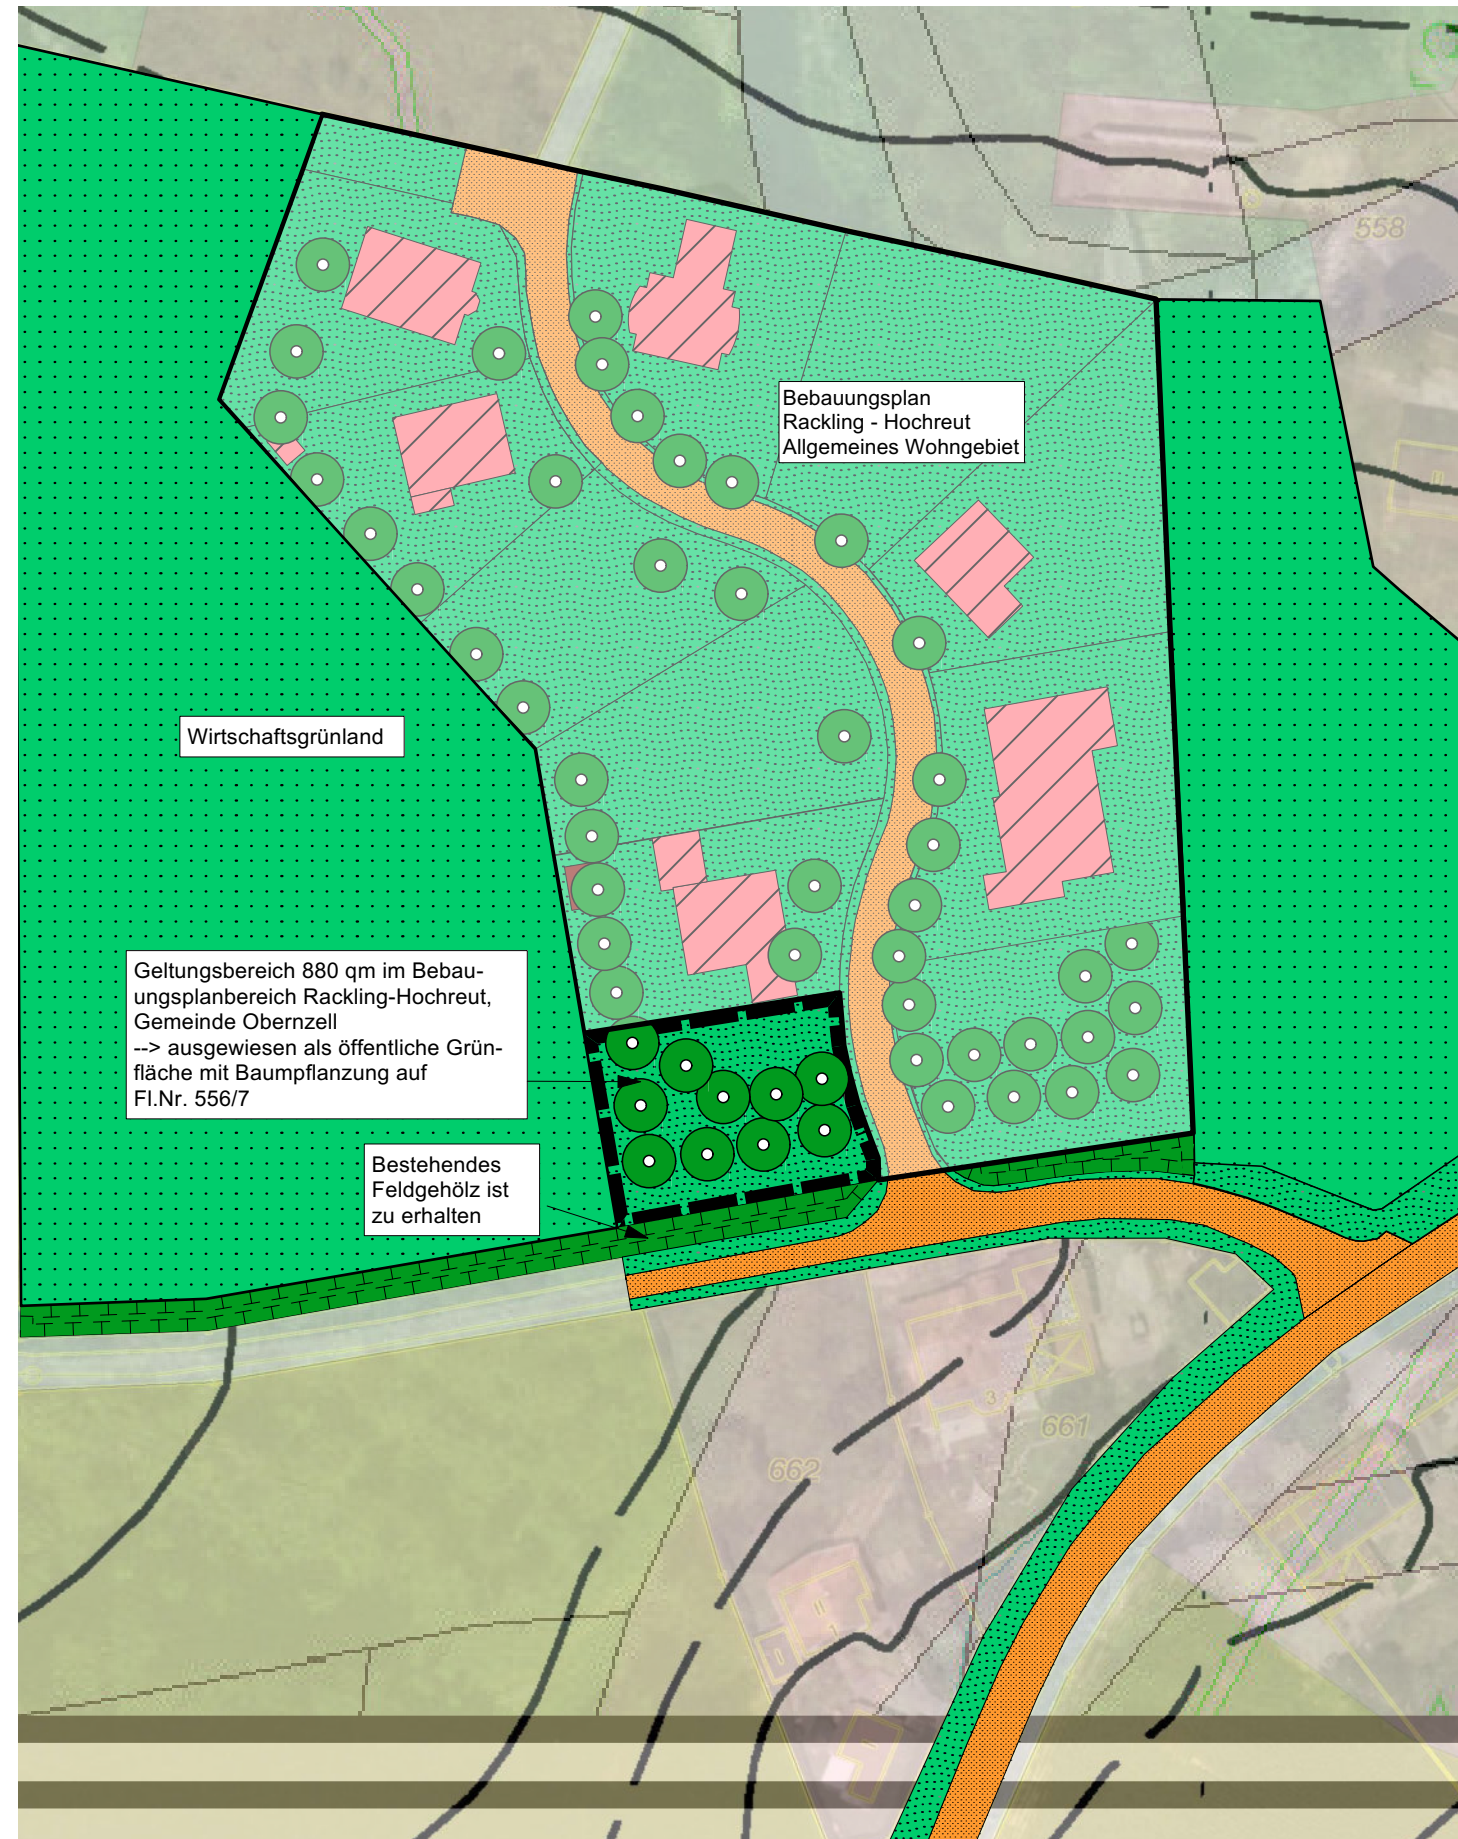 558
Bebauungsplan
Rackling - Hochreut
Allgemeines Wohngebiet
Wirtschaftsgrünland
Geltungsbereich 880 qm im Bebau-
ungsplanbereich Rackling-Hochreut,
Gemeinde Obernzell
--> ausgewiesen als öffentliche Grün-
fläche mit Baumpflanzung auf
Fl.Nr. 556/7
Bestehendes
Feldgehölz ist
zu erhalten
3
661
662